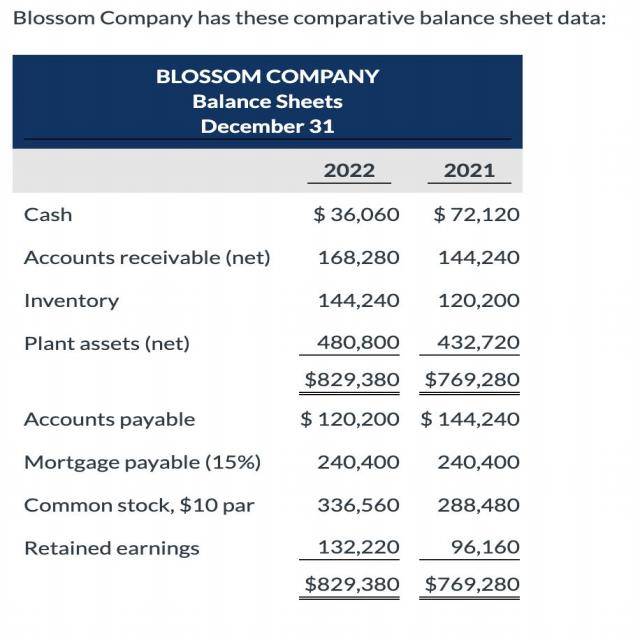 Blossom Company has these comparative balance sheet data:
BLOSSOM COMPANY
Balance Sheets
December 31
2022 2021
Cash $ 36,060 $ 72,120
Accounts receivable (net) 168,280 144,240
Inventory 144,240 120,200
Plant assets (net) 480,800 432,720
$829,380 $769,280
Accounts payable $ 120,200 $ 144,240
Mortgage payable (15%) 240,400 240,400
Common stock, $10 par 336,560 288,480
Retained earnings 132,220 96,160
$829,380 $769,280